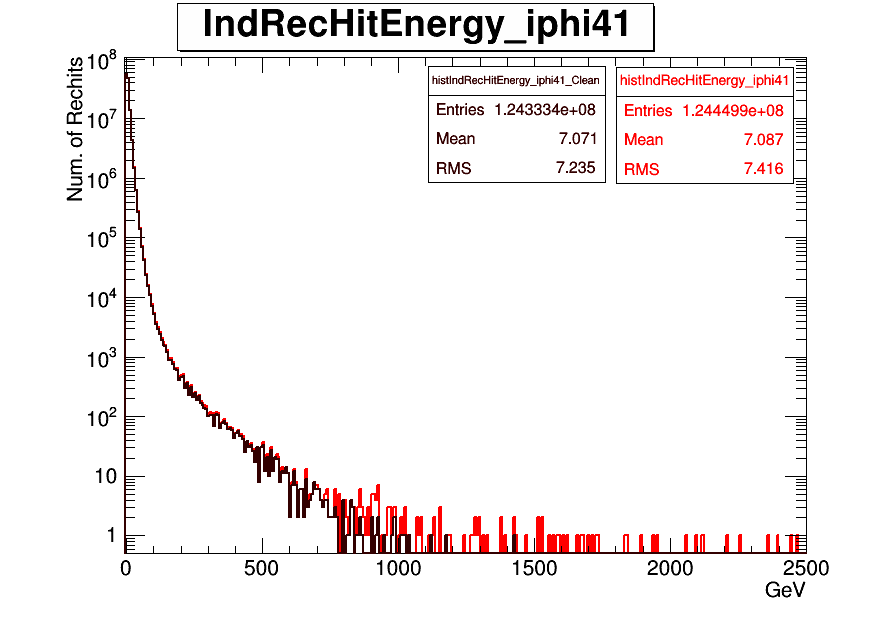 IndRecHitEnergy_iphi41
Num. of Rechits
10^8
10^7
10^6
10^5
10^4
10^3
10^2
10
1
histIndRecHitEnergy_iphi41_Clean
Entries 1.243334e+08
Mean 7.071
RMS 7.235
histIndRecHitEnergy_iphi41
Entries 1.244499e+08
Mean 7.087
RMS 7.416
0 500 1000 1500 2000 2500
GeV